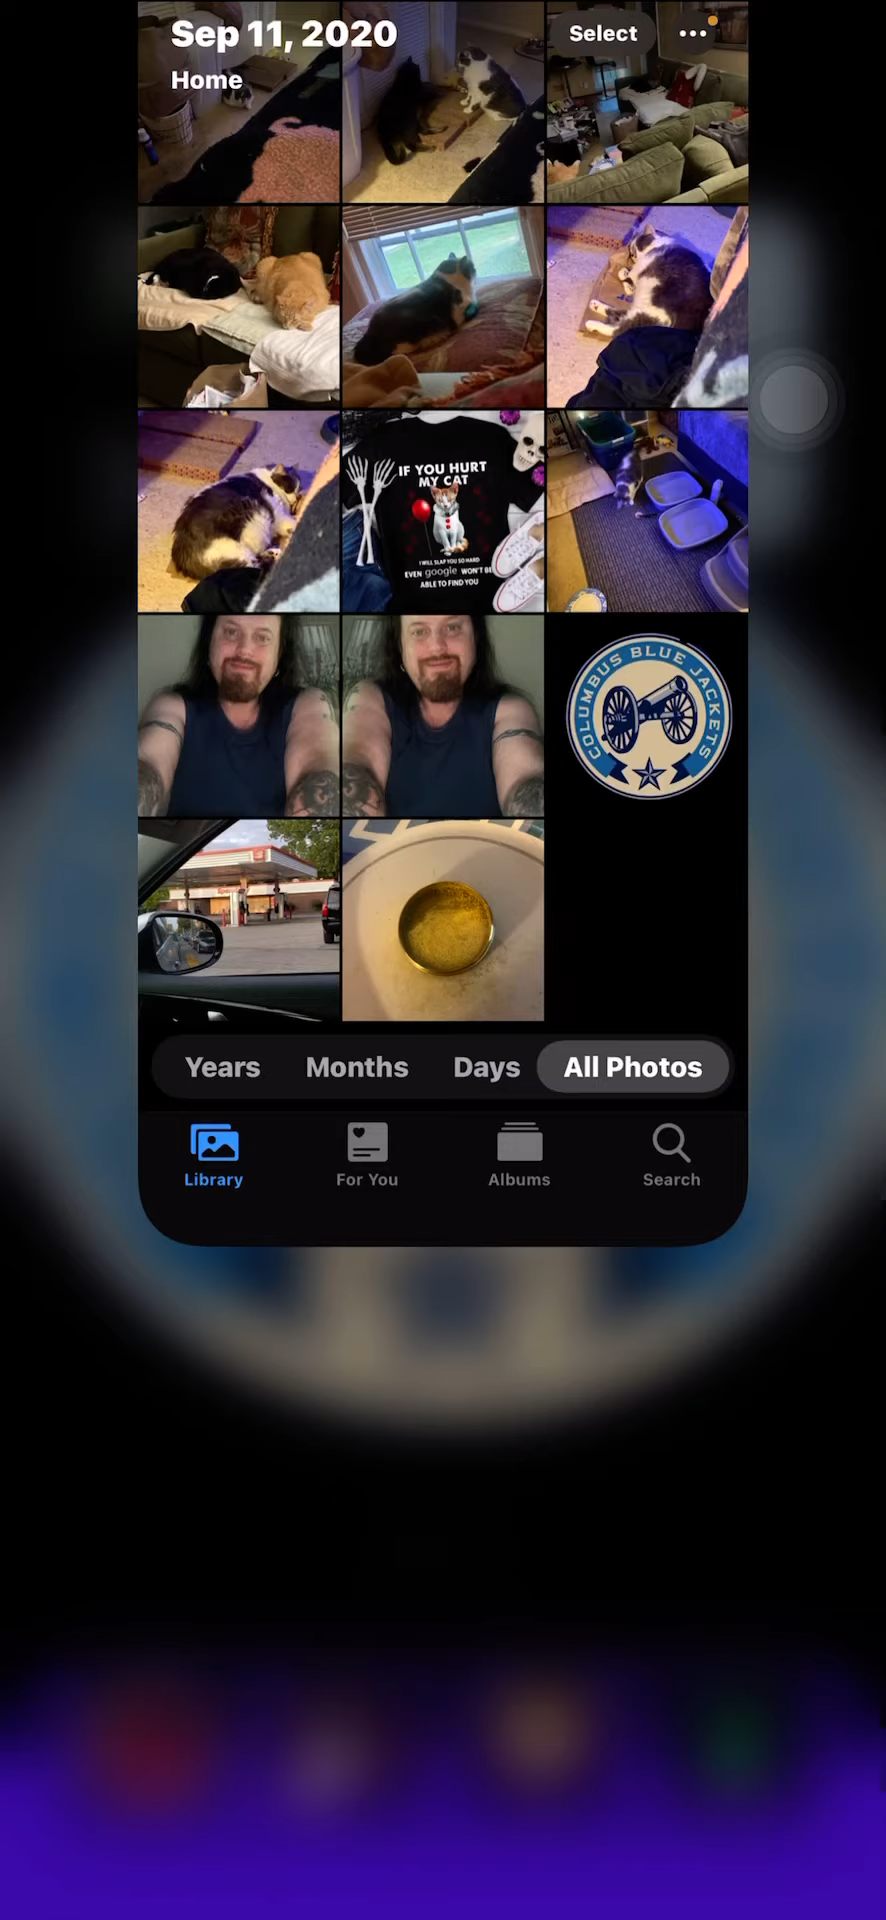 Sep 11, 2020
Select
Home
IF YOU HURT
MY CAT
I WILL SLAP YOU SO HARD
EVEN google WON'T BE
ABLE TO FIND YOU
COLUMBUS BLUE JACKETS
Years
Months
Days
All Photos
Library
For You
Albums
Search